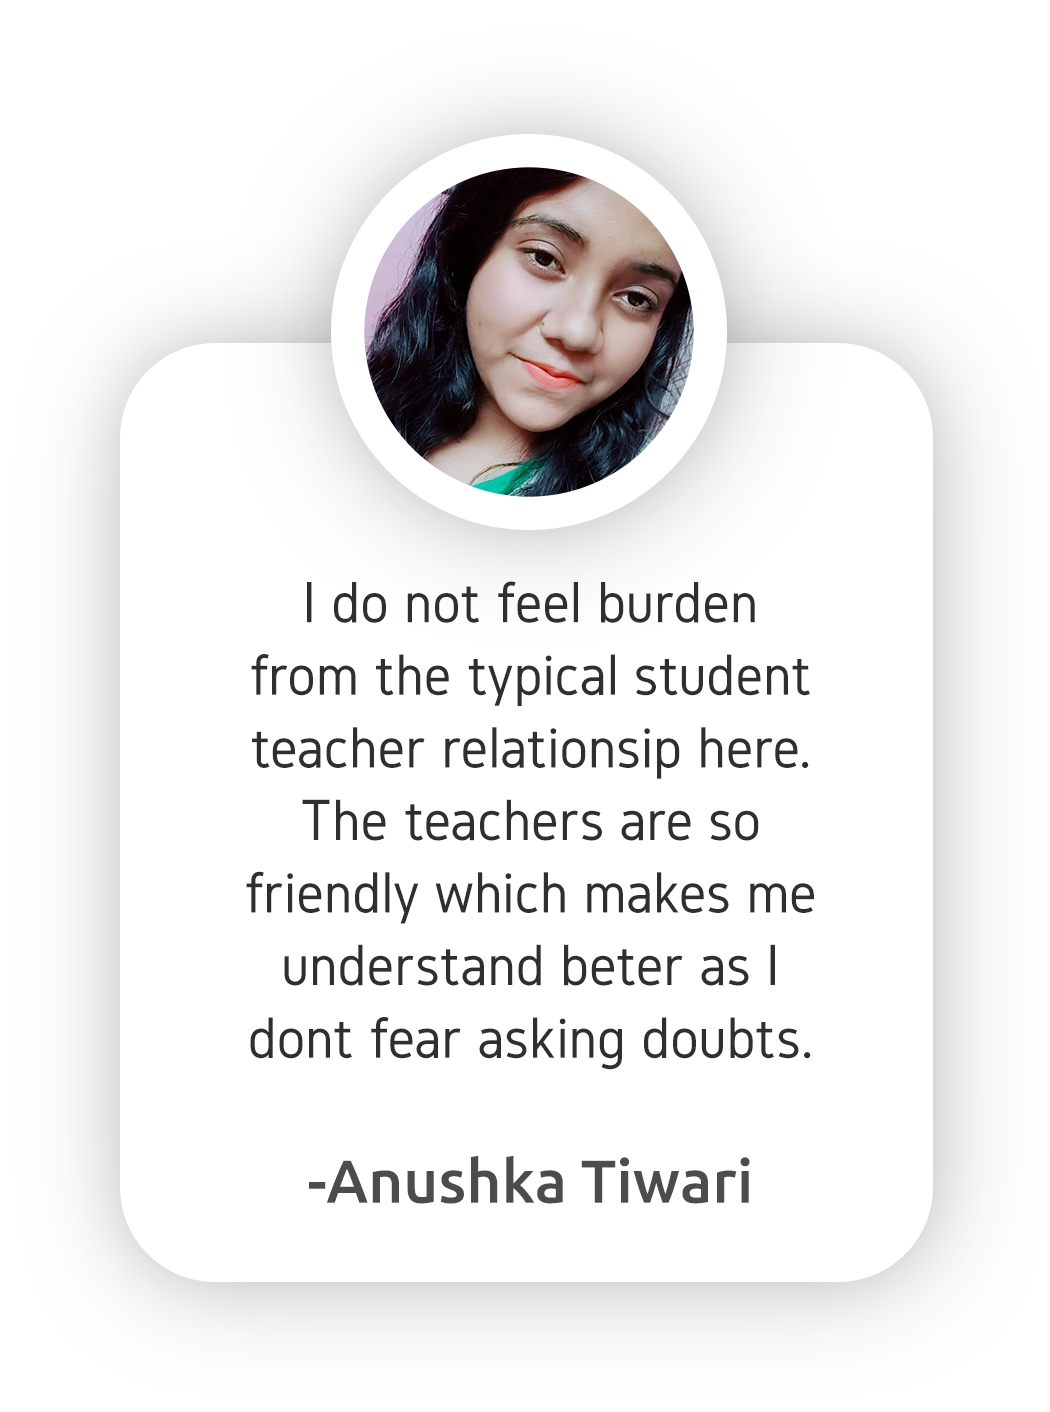 I do not feel burden
from the typical student
teacher relationsip here.
The teachers are so
friendly which makes me
understand beter as I
dont fear asking doubts.
-Anushka Tiwari